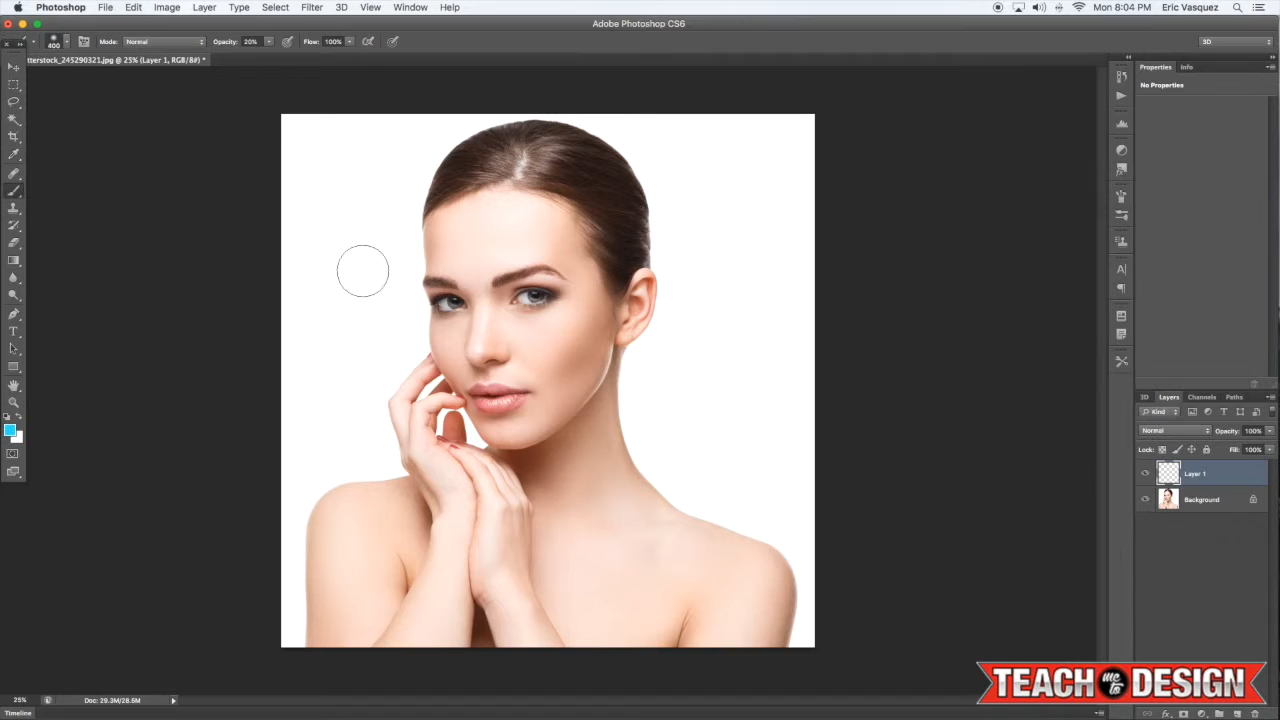 Photoshop File Edit Image Layer Type Select Filter 3D View Window Help Mon 8:04 PM Eric Vasquez
Adobe Photoshop CS6
400 Mode: Normal Opacity: 20% Flow: 100% 3D
tterstock_245290321.jpg @ 25% (Layer 1, RGB/8#) *
Properties Info
No Properties
3D Layers Channels Paths
Kind
Normal Opacity: 100%
Lock: Fill: 100%
Layer 1
Background
TEACH me to DESIGN
25% Doc: 29.3M/28.5M
Timeline